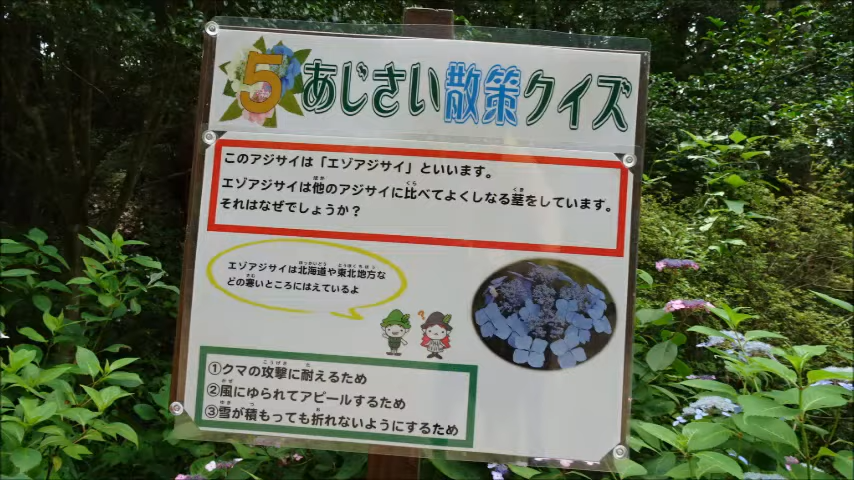 5 あじさい散策クイズ
このアジサイは「エゾアジサイ」といいます。
エゾアジサイは他のアジサイに比べてよくしなる茎をしています。
それはなぜでしょうか？
エゾアジサイは北海道や東北地方な
どの寒いところにはえているよ
?
①クマの攻撃に耐えるため
②風にゆられてアピールするため
③雪が積もっても折れないようにするため